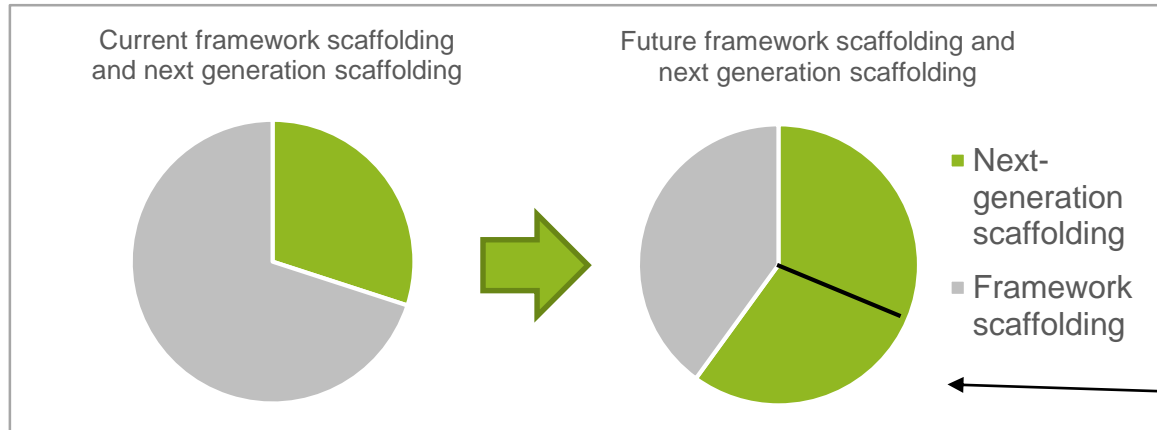 Current framework scaffolding
and next generation scaffolding
Future framework scaffolding and
next generation scaffolding
Next-
generation
scaffolding
Framework
scaffolding